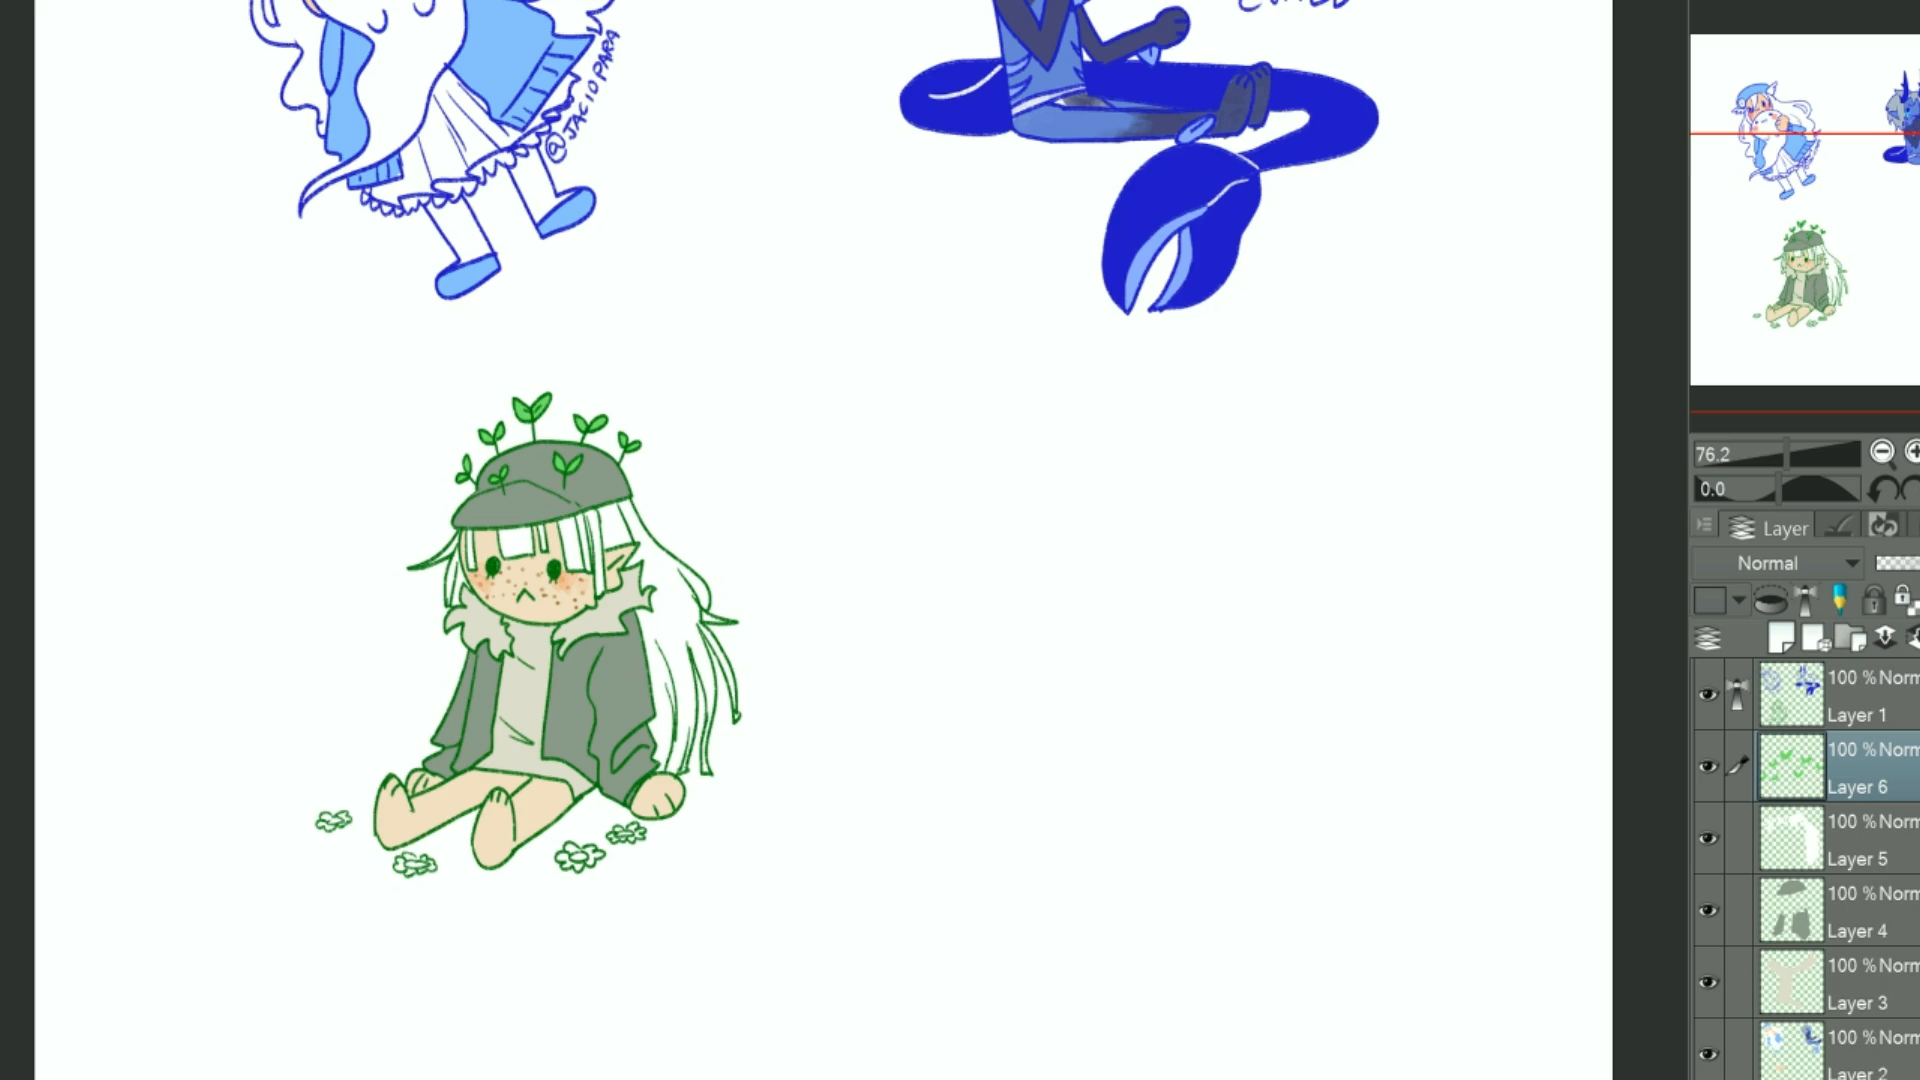 @JACIOPARA
76.2
0.0
Layer
Normal
100 % Norm
Layer 1
100 % Norm
Layer 6
100 % Norm
Layer 5
100 % Norm
Layer 4
100 % Norm
Layer 3
100 % Norm
Layer 2